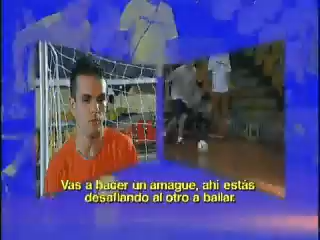 Vas a hacer un amague, ahí estás
desafiando al otro a bailar.